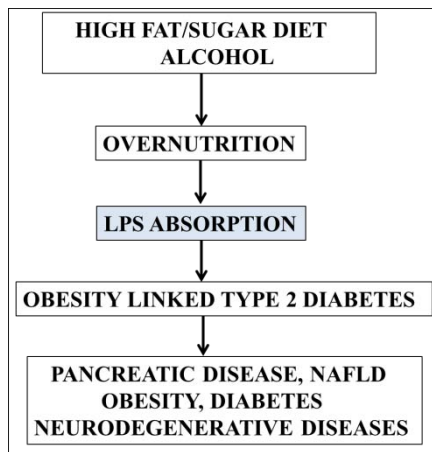 HIGH FAT/SUGAR DIET
ALCOHOL
OVERNUTRITION
LPS ABSORPTION
OBESITY LINKED TYPE 2 DIABETES
PANCREATIC DISEASE, NAFLD
OBESITY, DIABETES
NEURODEGENERATIVE DISEASES